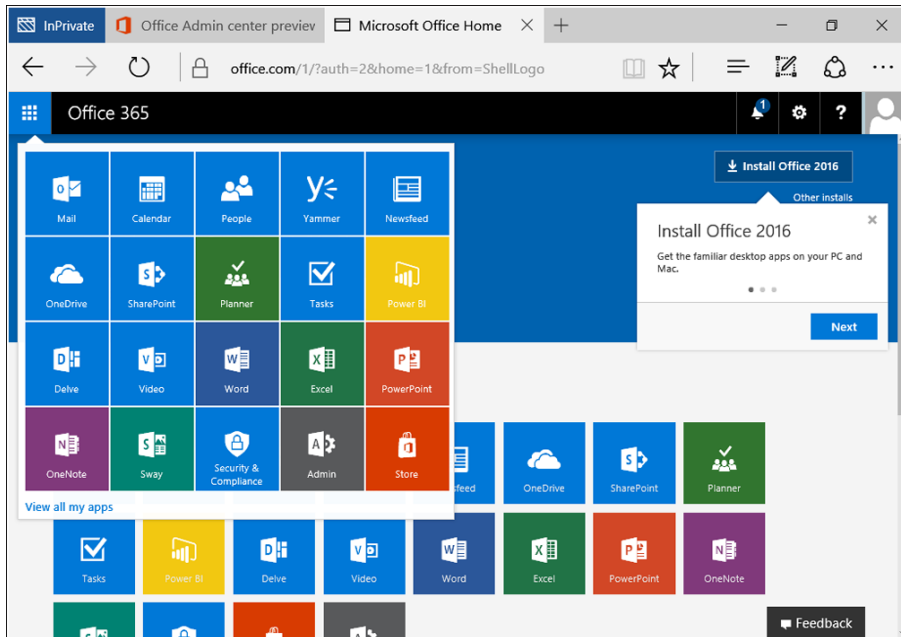 InPrivate
Office Admin center previev
Microsoft Office Home
office.com/1/?auth=2&home=1&from=ShellLogo
Office 365
1
?
Install Office 2016
Other installs
Install Office 2016
Get the familiar desktop apps on your PC and
Mac.
Next
Mail
Calendar
People
Yammer
Newsfeed
OneDrive
SharePoint
Planner
Tasks
Power BI
Delve
Video
Word
Excel
PowerPoint
OneNote
Sway
Security &
Compliance
Admin
Store
View all my apps
sfeed
OneDrive
SharePoint
Planner
Tasks
Power BI
Delve
Video
Word
Excel
PowerPoint
OneNote
Feedback